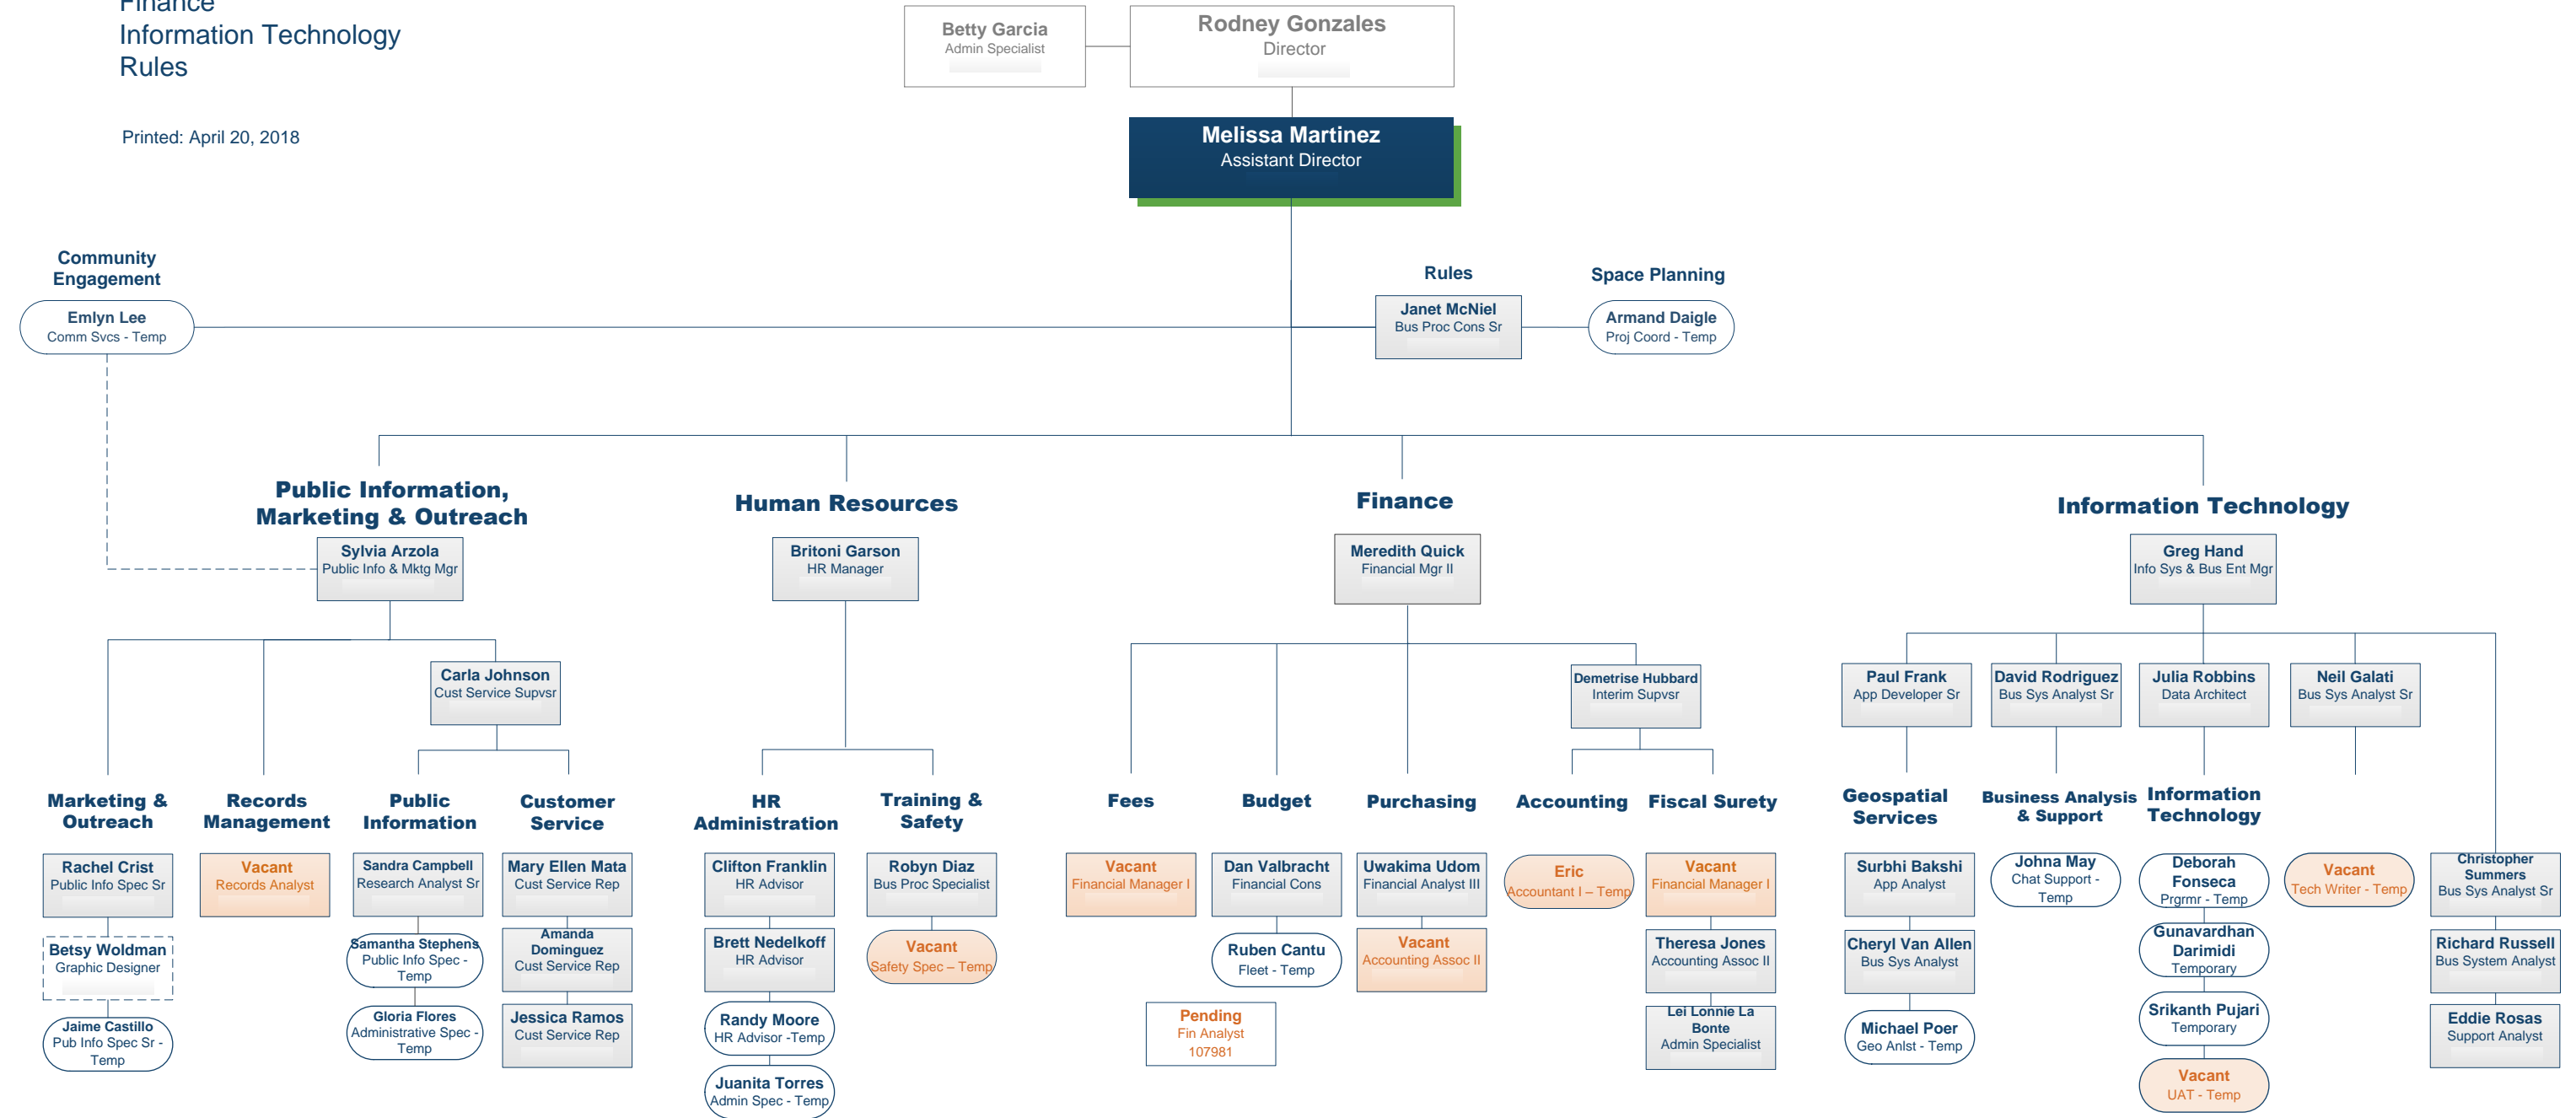 Finance
Information Technology
Rules
Printed: April 20, 2018
Betty Garcia
Admin Specialist
Rodney Gonzales
Director
Melissa Martinez
Assistant Director
Community
Engagement
Emlyn Lee
Comm Svcs - Temp
Rules
Janet McNiel
Bus Proc Cons Sr
Space Planning
Armand Daigle
Proj Coord - Temp
Public Information,
Marketing & Outreach
Sylvia Arzola
Public Info & Mktg Mgr
Human Resources
Britoni Garson
HR Manager
Finance
Meredith Quick
Financial Mgr II
Information Technology
Greg Hand
Info Sys & Bus Ent Mgr
Carla Johnson
Cust Service Supvsr
Demetrise Hubbard
Interim Supvsr
Paul Frank
App Developer Sr
David Rodriguez
Bus Sys Analyst Sr
Julia Robbins
Data Architect
Neil Galati
Bus Sys Analyst Sr
Marketing &
Outreach
Rachel Crist
Public Info Spec Sr
Betsy Woldman
Graphic Designer
Jaime Castillo
Pub Info Spec Sr -
Temp
Records
Management
Vacant
Records Analyst
Public
Information
Sandra Campbell
Research Analyst Sr
Samantha Stephens
Public Info Spec -
Temp
Gloria Flores
Administrative Spec -
Temp
Customer
Service
Mary Ellen Mata
Cust Service Rep
Amanda
Dominguez
Cust Service Rep
Jessica Ramos
Cust Service Rep
HR
Administration
Clifton Franklin
HR Advisor
Brett Nedelkoff
HR Advisor
Randy Moore
HR Advisor -Temp
Juanita Torres
Admin Spec - Temp
Training &
Safety
Robyn Diaz
Bus Proc Specialist
Vacant
Safety Spec – Temp
Fees
Vacant
Financial Manager I
Pending
Fin Analyst
107981
Budget
Dan Valbracht
Financial Cons
Ruben Cantu
Fleet - Temp
Purchasing
Uwakima Udom
Financial Analyst III
Vacant
Accounting Assoc II
Accounting
Eric
Accountant I – Temp
Fiscal Surety
Vacant
Financial Manager I
Theresa Jones
Accounting Assoc II
Lei Lonnie La
Bonte
Admin Specialist
Geospatial
Services
Surbhi Bakshi
App Analyst
Cheryl Van Allen
Bus Sys Analyst
Michael Poer
Geo Anlst - Temp
Business Analysis
& Support
Johna May
Chat Support -
Temp
Information
Technology
Deborah
Fonseca
Prgrmr - Temp
Gunavardhan
Darimidi
Temporary
Srikanth Pujari
Temporary
Vacant
UAT - Temp
Vacant
Tech Writer - Temp
Christopher
Summers
Bus Sys Analyst Sr
Richard Russell
Bus System Analyst
Eddie Rosas
Support Analyst